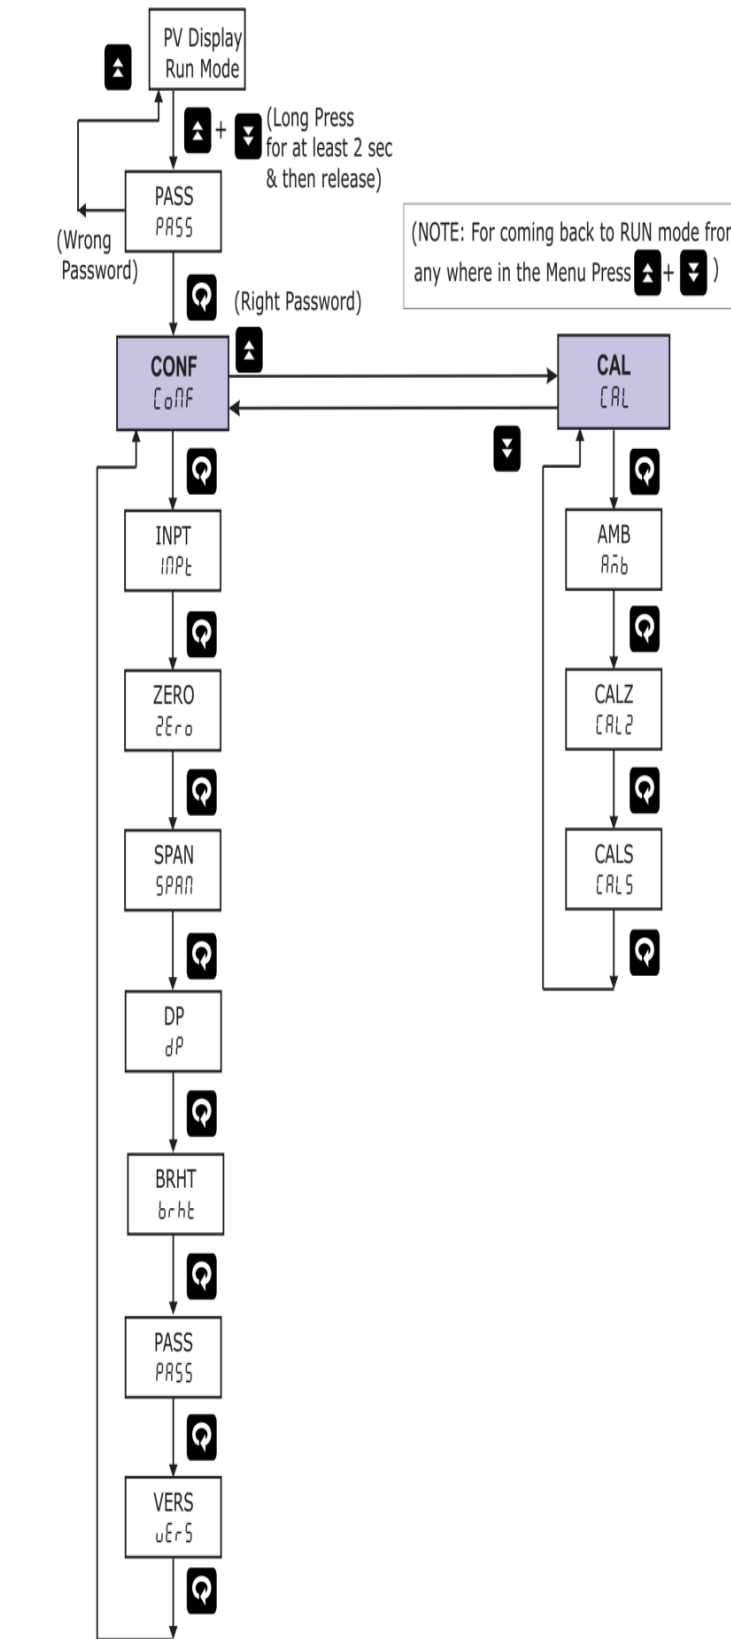 PV Display
Run Mode
+
(Long Press
for at least 2 sec
& then release)
PASS
PASS
(Wrong
Password)
(NOTE: For coming back to RUN mode from
any where in the Menu Press + )
(Right Password)
CONF
CoNF
CAL
CAL
INPT
INPt
AMB
Amb
ZERO
ZEro
CALZ
CALZ
SPAN
SPAN
CALS
CALS
DP
dP
BRHT
brht
PASS
PASS
VERS
vErS